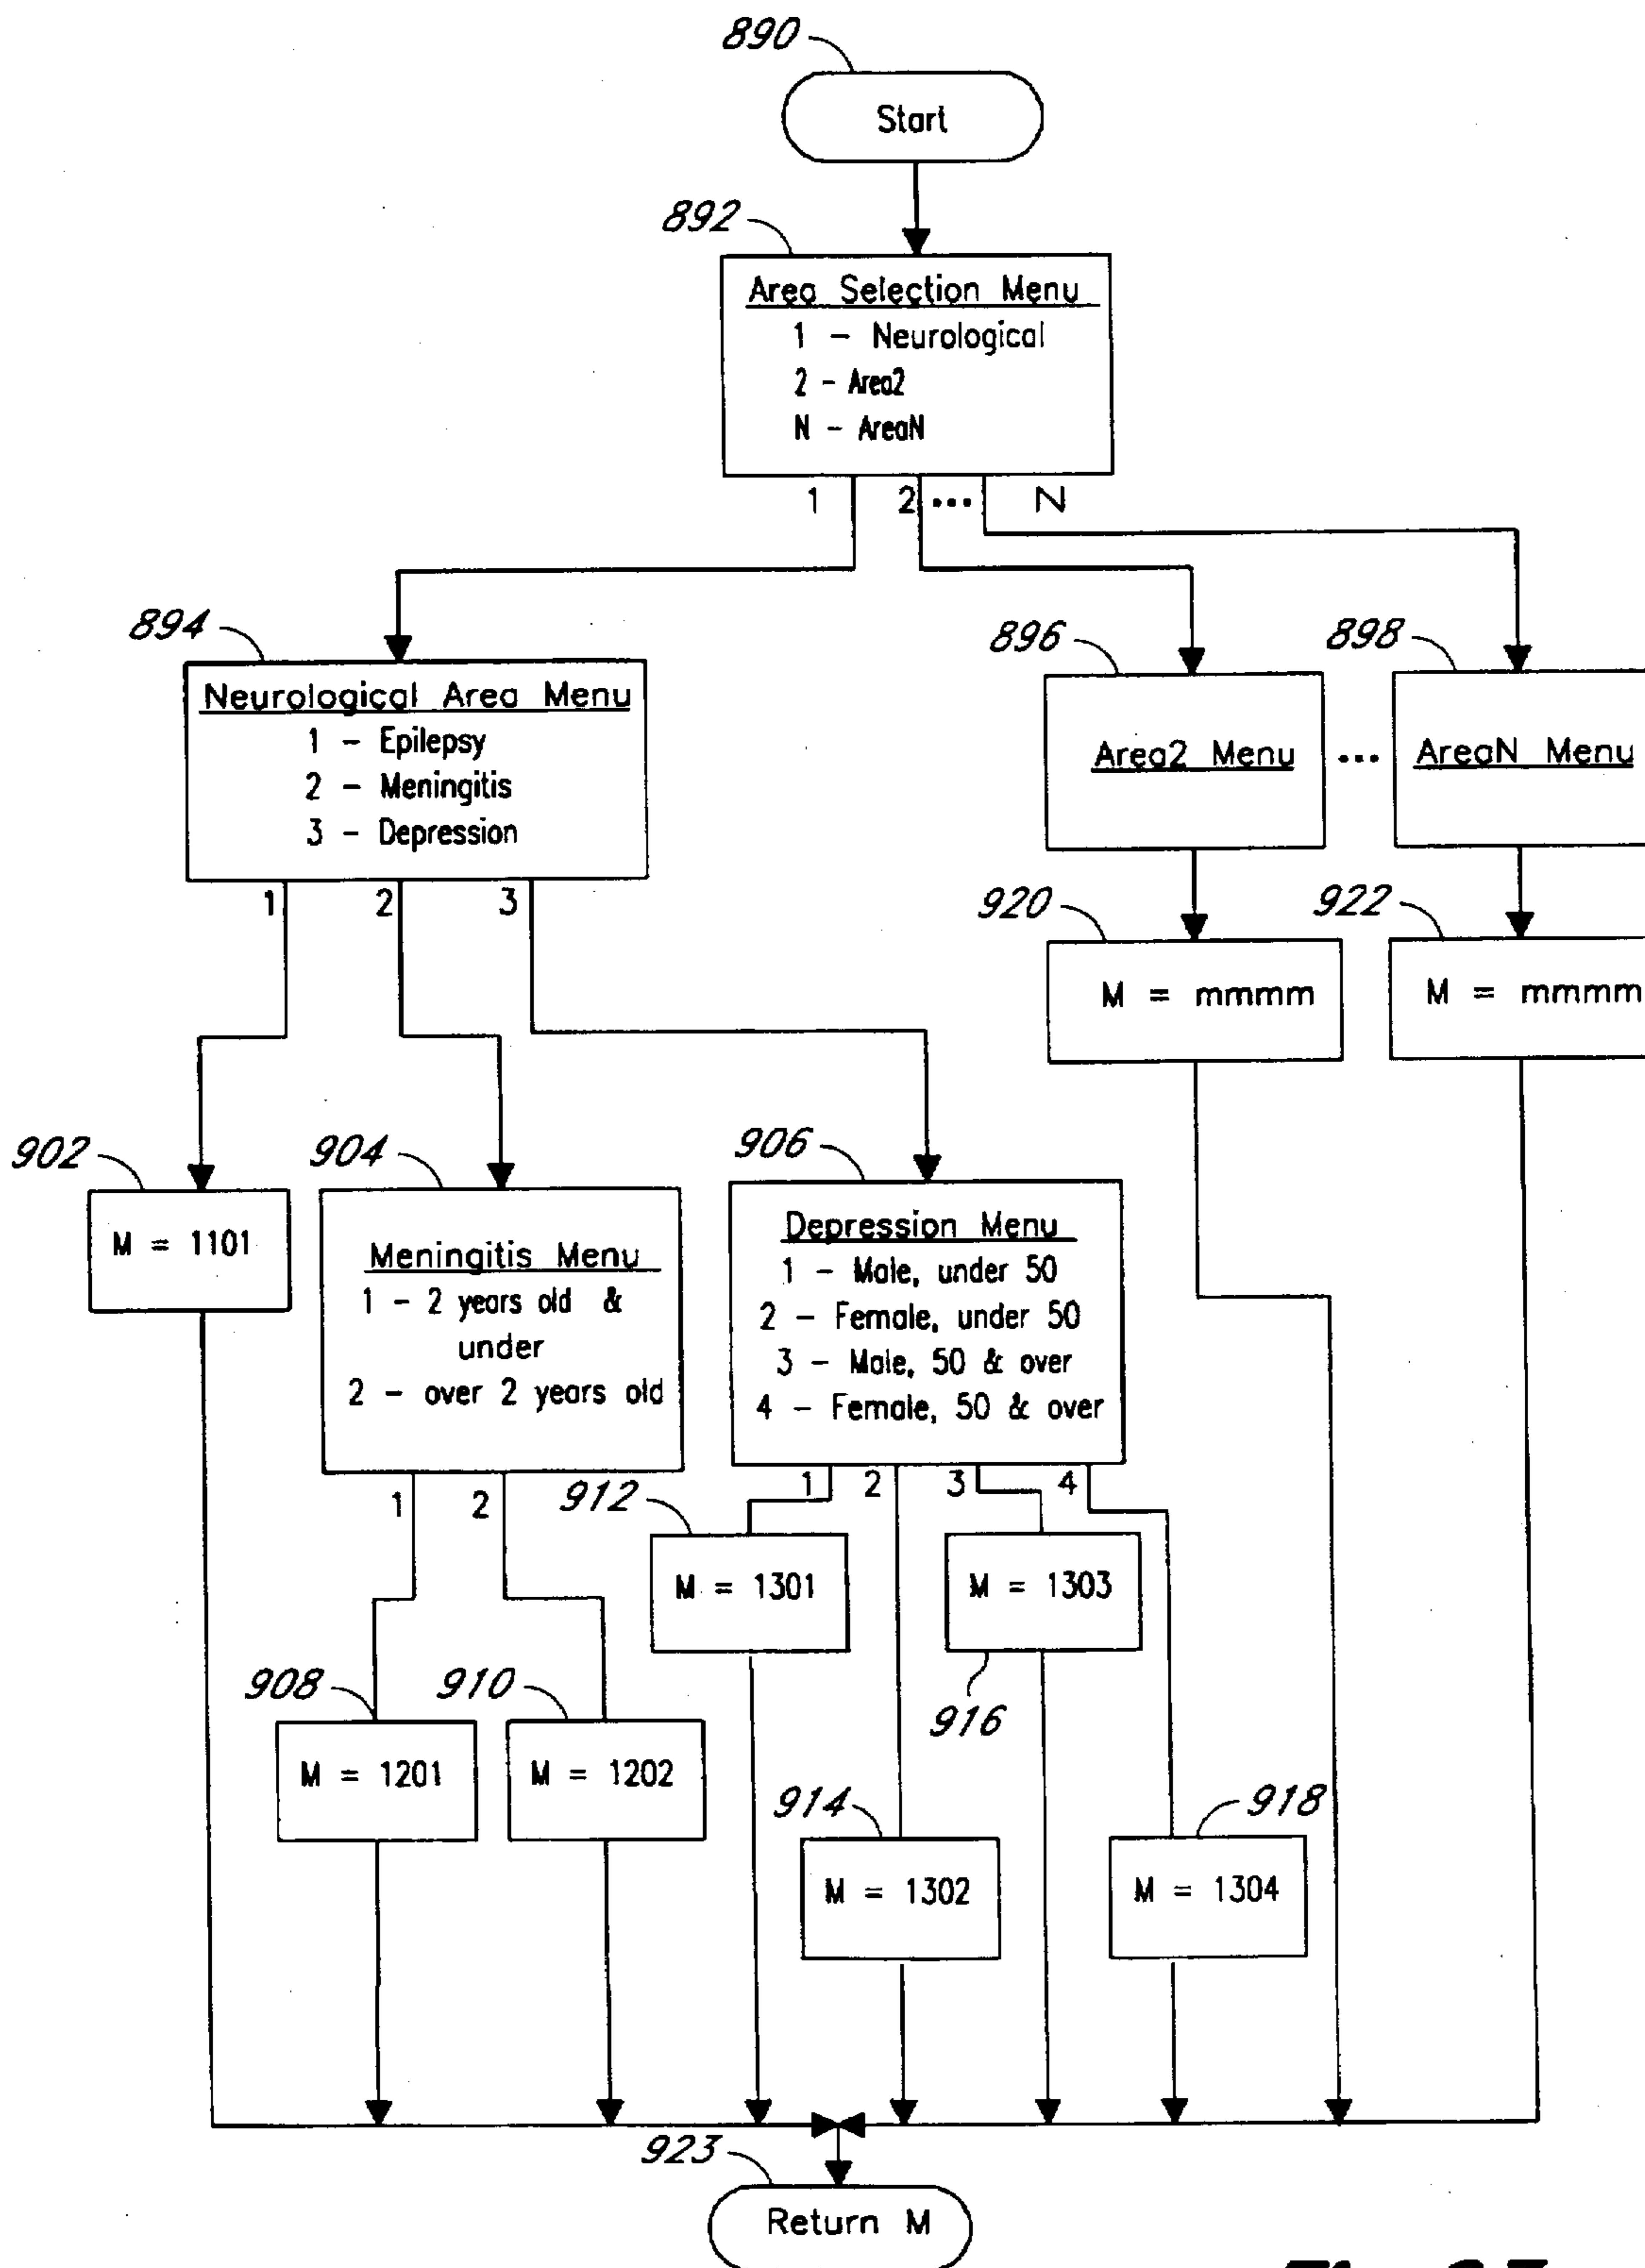 890
Start
892
Area Selection Menu
1 - Neurological
2 - Area2
N - AreaN
1 2 ... N
894
896
898
Neurological Area Menu
1 - Epilepsy
2 - Meningitis
3 - Depression
Area2 Menu
...
AreaN Menu
1 2 3
920
922
M = mmmm
M = mmmm
902
904
906
M = 1101
Meningitis Menu
1 - 2 years old &
under
2 - over 2 years old
Depression Menu
1 - Male, under 50
2 - Female, under 50
3 - Male, 50 & over
4 - Female, 50 & over
1 2
1 2 3 4
912
M = 1301
M = 1303
916
908
910
M = 1201
M = 1202
914
918
M = 1302
M = 1304
923
Return M